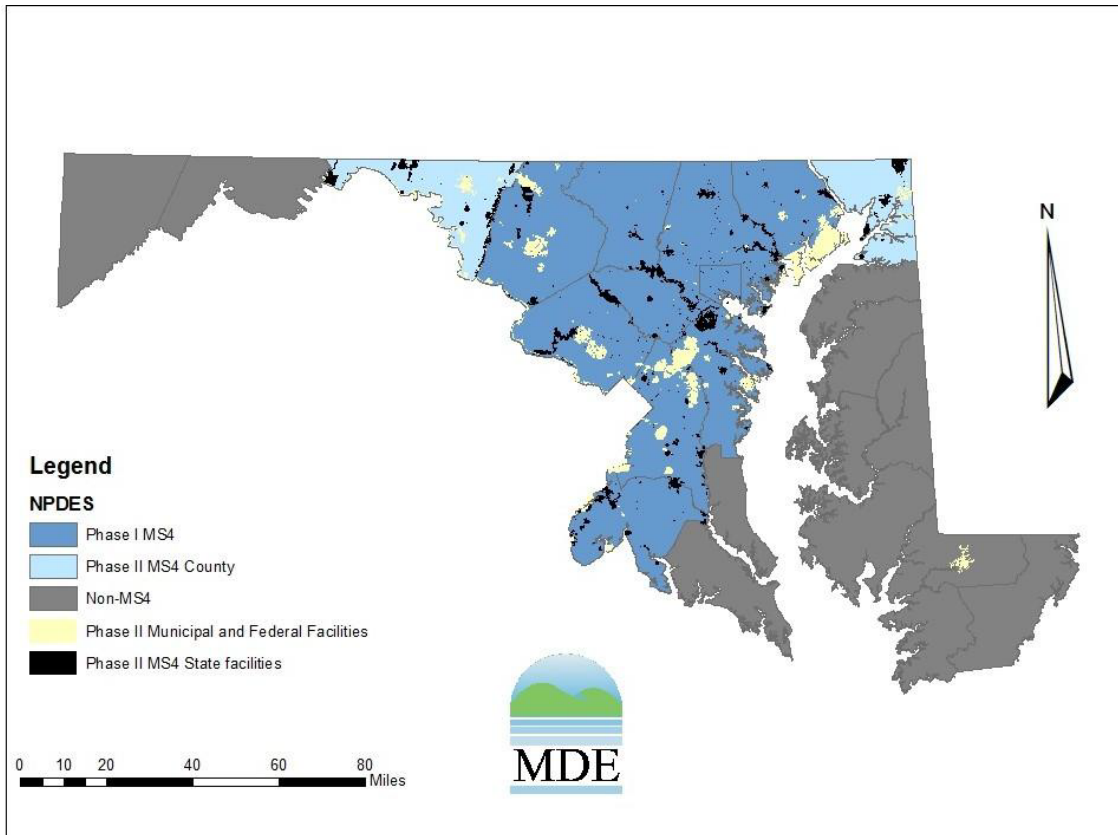 N
Legend
NPDES
Phase I MS4
Phase II MS4 County
Non-MS4
Phase II Municipal and Federal Facilities
Phase II MS4 State facilities
0 10 20 40 60 80
Miles
MDE